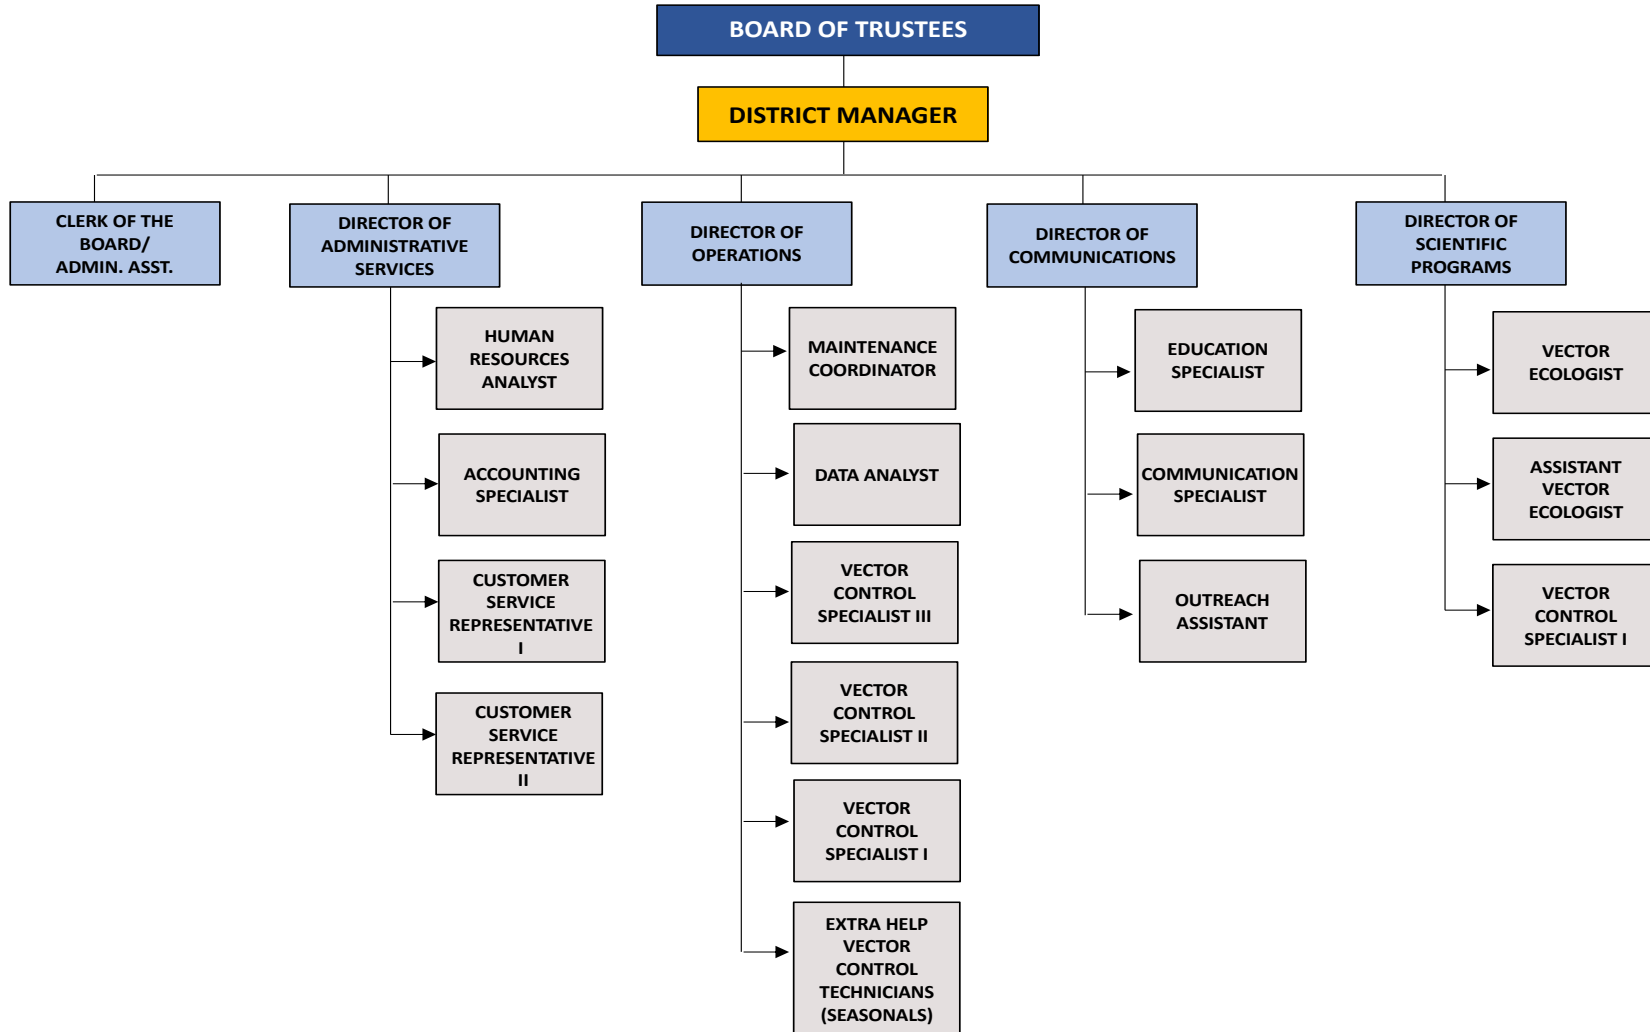 BOARD OF TRUSTEES
DISTRICT MANAGER
CLERK OF THE
BOARD/
ADMIN. ASST.
DIRECTOR OF
ADMINISTRATIVE
SERVICES
HUMAN
RESOURCES
ANALYST
ACCOUNTING
SPECIALIST
CUSTOMER
SERVICE
REPRESENTATIVE
I
CUSTOMER
SERVICE
REPRESENTATIVE
II
DIRECTOR OF
OPERATIONS
MAINTENANCE
COORDINATOR
DATA ANALYST
VECTOR
CONTROL
SPECIALIST III
VECTOR
CONTROL
SPECIALIST II
VECTOR
CONTROL
SPECIALIST I
EXTRA HELP
VECTOR
CONTROL
TECHNICIANS
(SEASONALS)
DIRECTOR OF
COMMUNICATIONS
EDUCATION
SPECIALIST
COMMUNICATION
SPECIALIST
OUTREACH
ASSISTANT
DIRECTOR OF
SCIENTIFIC
PROGRAMS
VECTOR
ECOLOGIST
ASSISTANT
VECTOR
ECOLOGIST
VECTOR
CONTROL
SPECIALIST I